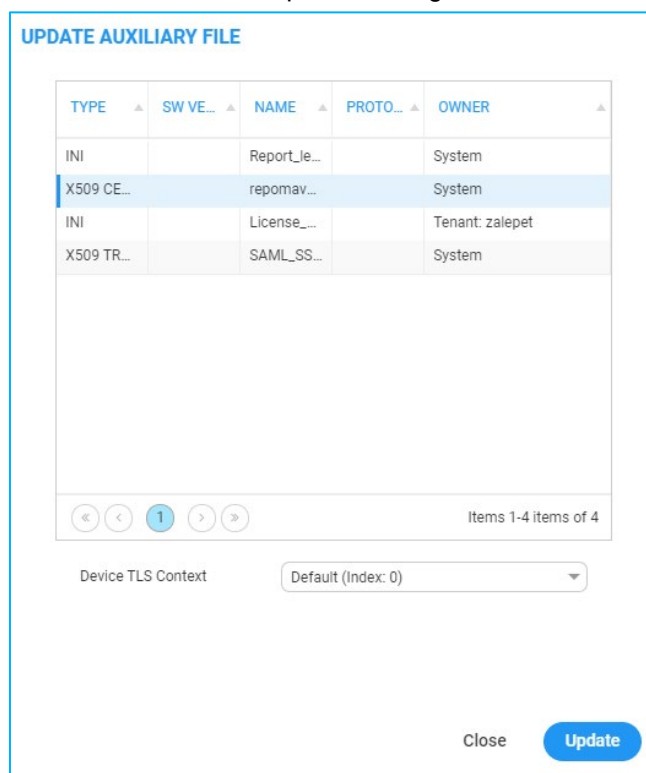 UPDATE AUXILIARY FILE
TYPE SW VE... NAME PROTO... OWNER
INI Report_le... System
X509 CE... repomav... System
INI License_... Tenant: zalepet
X509 TR... SAML_SS... System
« < 1 > » Items 1-4 items of 4
Device TLS Context Default (Index: 0)
Close Update